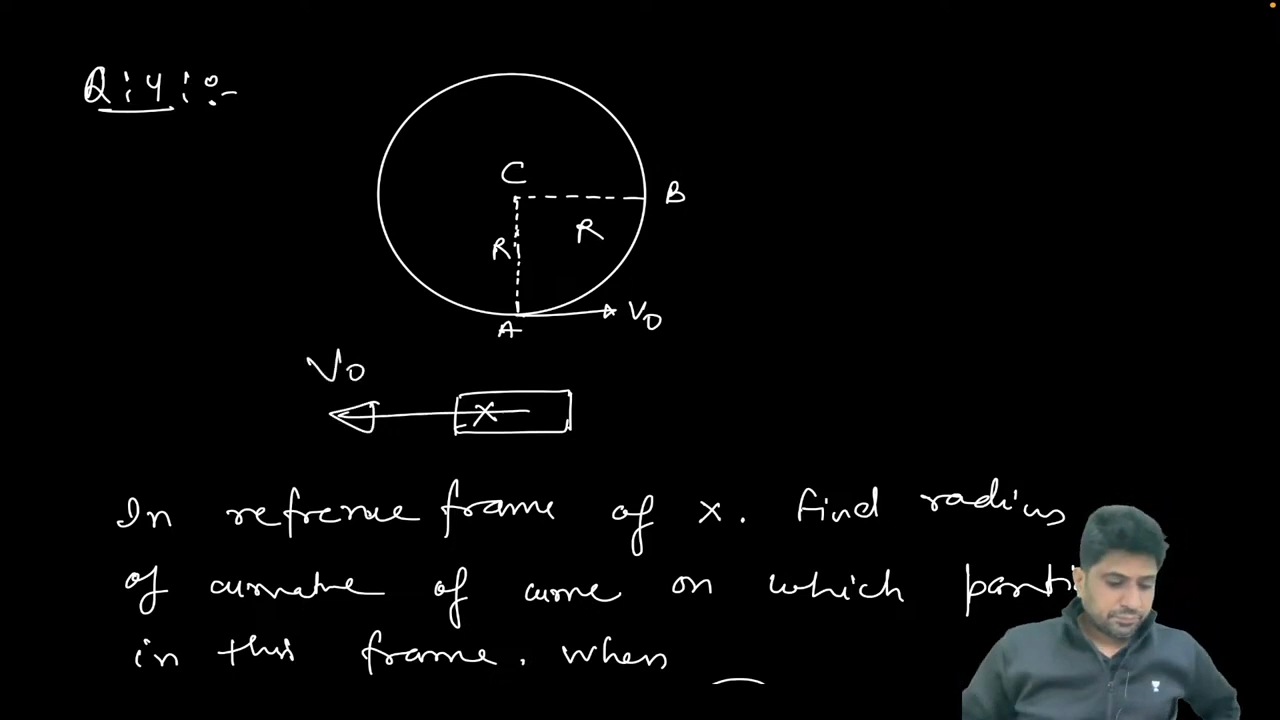 Q:4:-
C
B
R
R
A
V0
V0
X
In refrence frame of x. find radius
of curvature of curve on which parti
in this frame. when